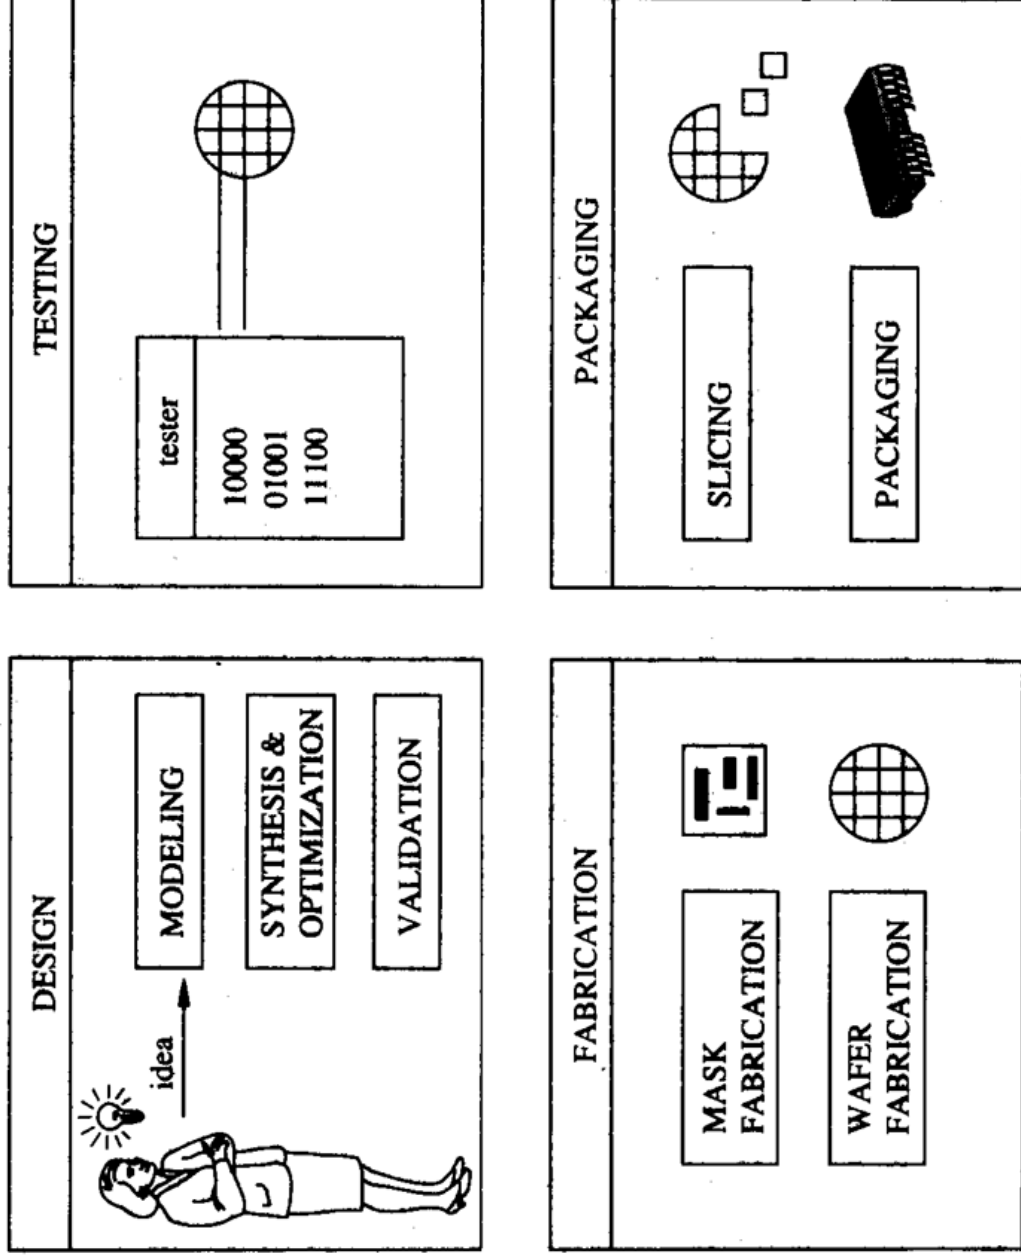 DESIGN
idea
MODELING
SYNTHESIS &
OPTIMIZATION
VALIDATION
TESTING
tester
10000
01001
11100
FABRICATION
MASK
FABRICATION
WAFER
FABRICATION
PACKAGING
SLICING
PACKAGING